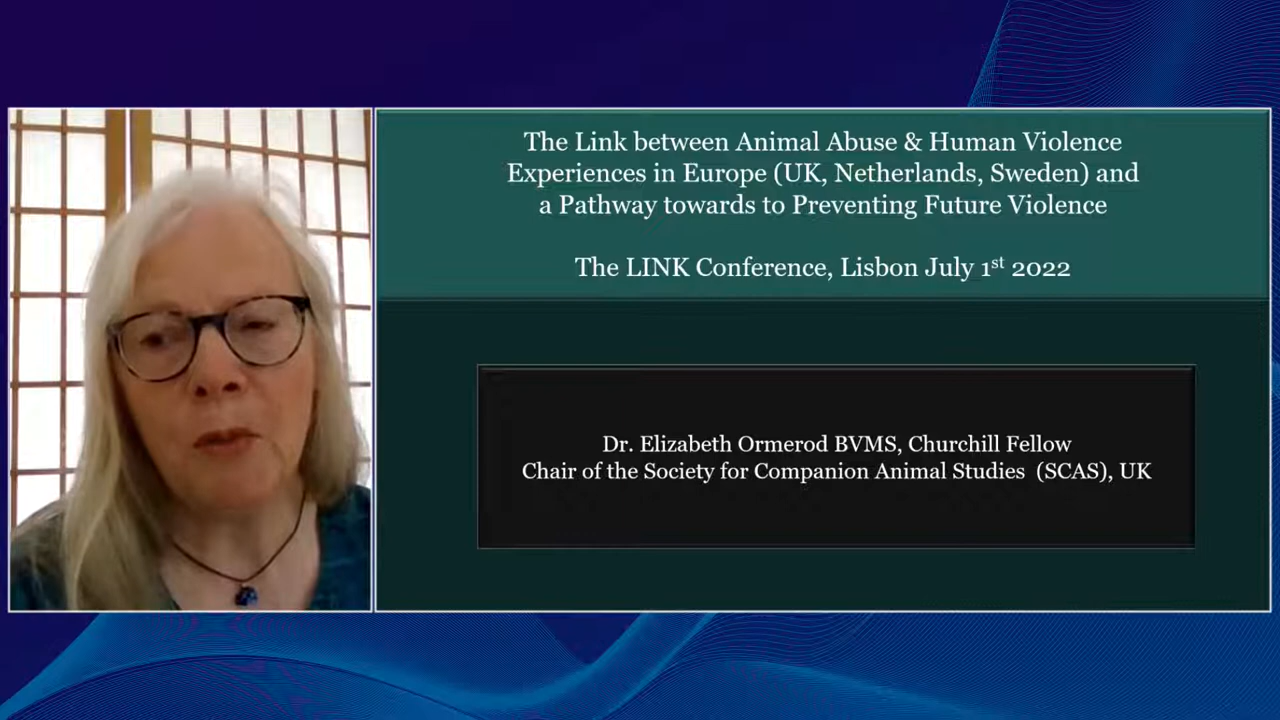 The Link between Animal Abuse & Human Violence
Experiences in Europe (UK, Netherlands, Sweden) and
a Pathway towards to Preventing Future Violence
The LINK Conference, Lisbon July 1st 2022
Dr. Elizabeth Ormerod BVMS, Churchill Fellow
Chair of the Society for Companion Animal Studies (SCAS), UK